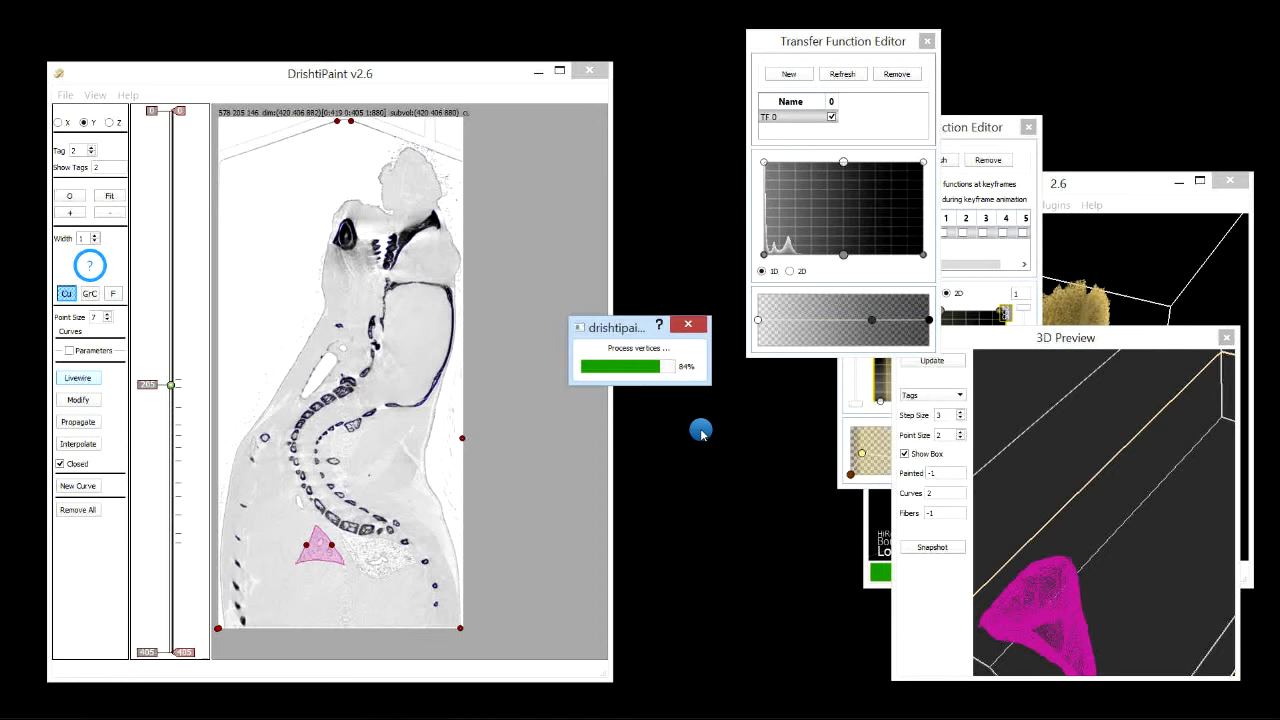 DrishtiPaint v2.6
File View Help
X Y Z
Tag 2
Show Tags 2
O Fit
+ -
Width 1
?
Cu GrC F
Point Size 7
Curves
Parameters
Livewire
Modify
Propagate
Interpolate
Closed
New Curve
Remove All
0 0
205
405 405
578 205 146 dim:(420 406 882)[0:419 0:405 1:880] subvol:(420 406 880)
drishtipai... ?
Process vertices ...
84%
Transfer Function Editor
New Refresh Remove
Name 0
TF 0
1D 2D
ction Editor
sh Remove
functions at keyframes
during keyframe animation
1 2 3 4 5
2D 1
2.6
lugins Help
3D Preview
Update
Tags
Step Size 3
Point Size 2
Show Box
Painted -1
Curves 2
Fibers -1
Snapshot